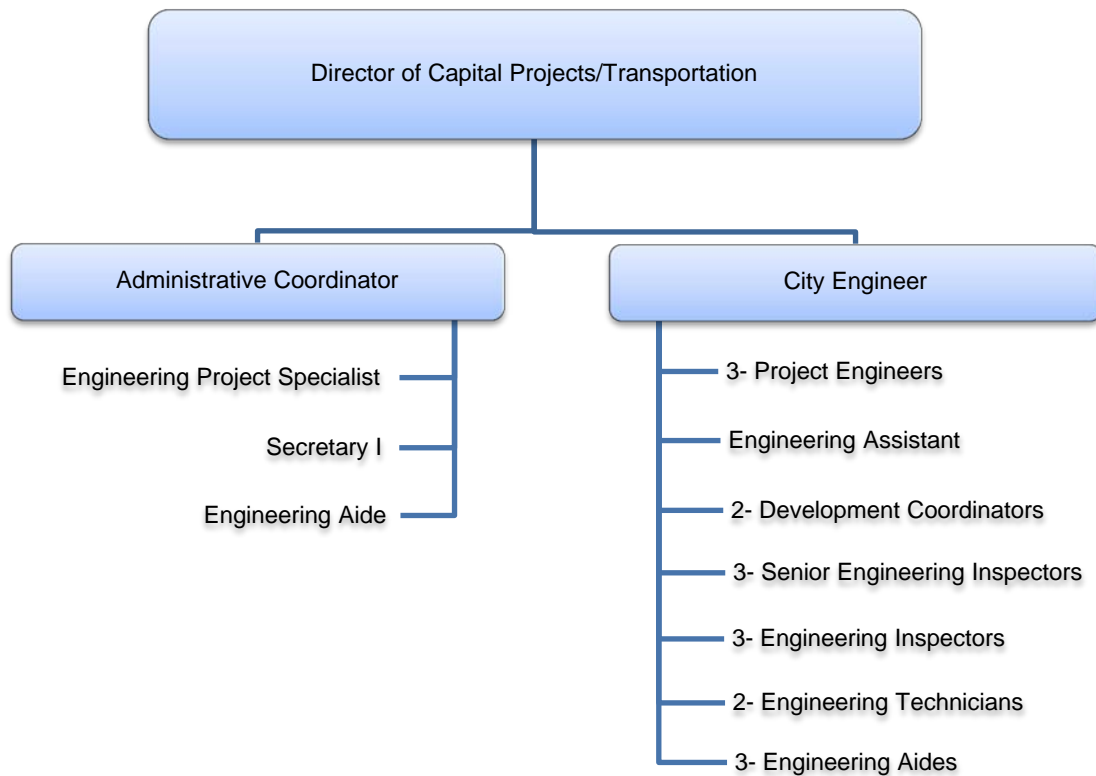 Director of Capital Projects/Transportation
Administrative Coordinator
Engineering Project Specialist
Secretary I
Engineering Aide
City Engineer
3- Project Engineers
Engineering Assistant
2- Development Coordinators
3- Senior Engineering Inspectors
3- Engineering Inspectors
2- Engineering Technicians
3- Engineering Aides